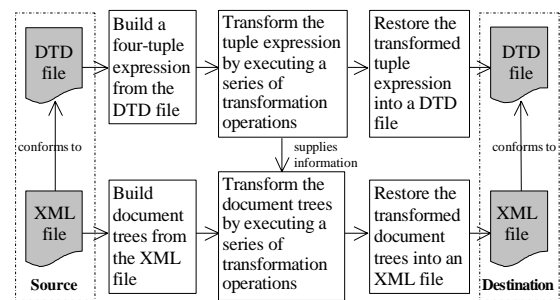 DTD
file
Build a
four-tuple
expression
from the
DTD file
Transform the
tuple expression
by executing a
series of
transformation
operations
Restore the
transformed
tuple
expression
into a DTD
file
DTD
file
conforms to
supplies
information
conforms to
XML
file
Build
document
trees from
the XML
file
Transform the
document trees
by executing a
series of
transformation
operations
Restore the
transformed
document
trees into an
XML file
XML
file
Source
Destination